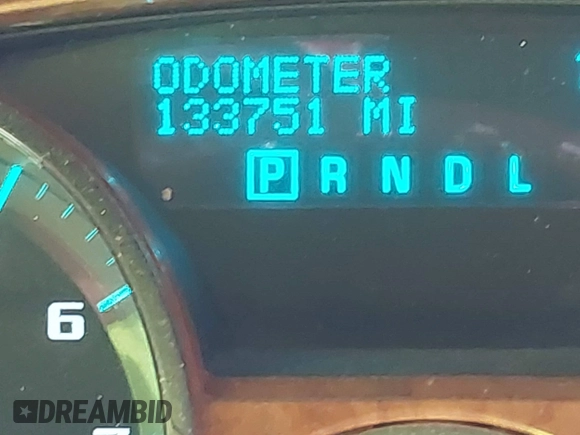 ODOMETER
133751 MI
P R N D L
6
DREAMBID